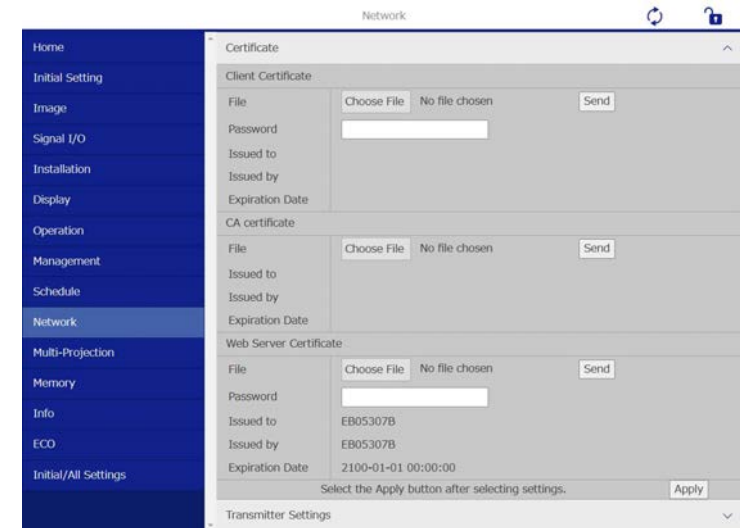 Network
Home
Initial Setting
Image
Signal I/O
Installation
Display
Operation
Management
Schedule
Network
Multi-Projection
Memory
Info
ECO
Initial/All Settings
Certificate
Client Certificate
File Choose File No file chosen Send
Password
Issued to
Issued by
Expiration Date
CA certificate
File Choose File No file chosen Send
Issued to
Issued by
Expiration Date
Web Server Certificate
File Choose File No file chosen Send
Password
Issued to EB05307B
Issued by EB05307B
Expiration Date 2100-01-01 00:00:00
Select the Apply button after selecting settings. Apply
Transmitter Settings